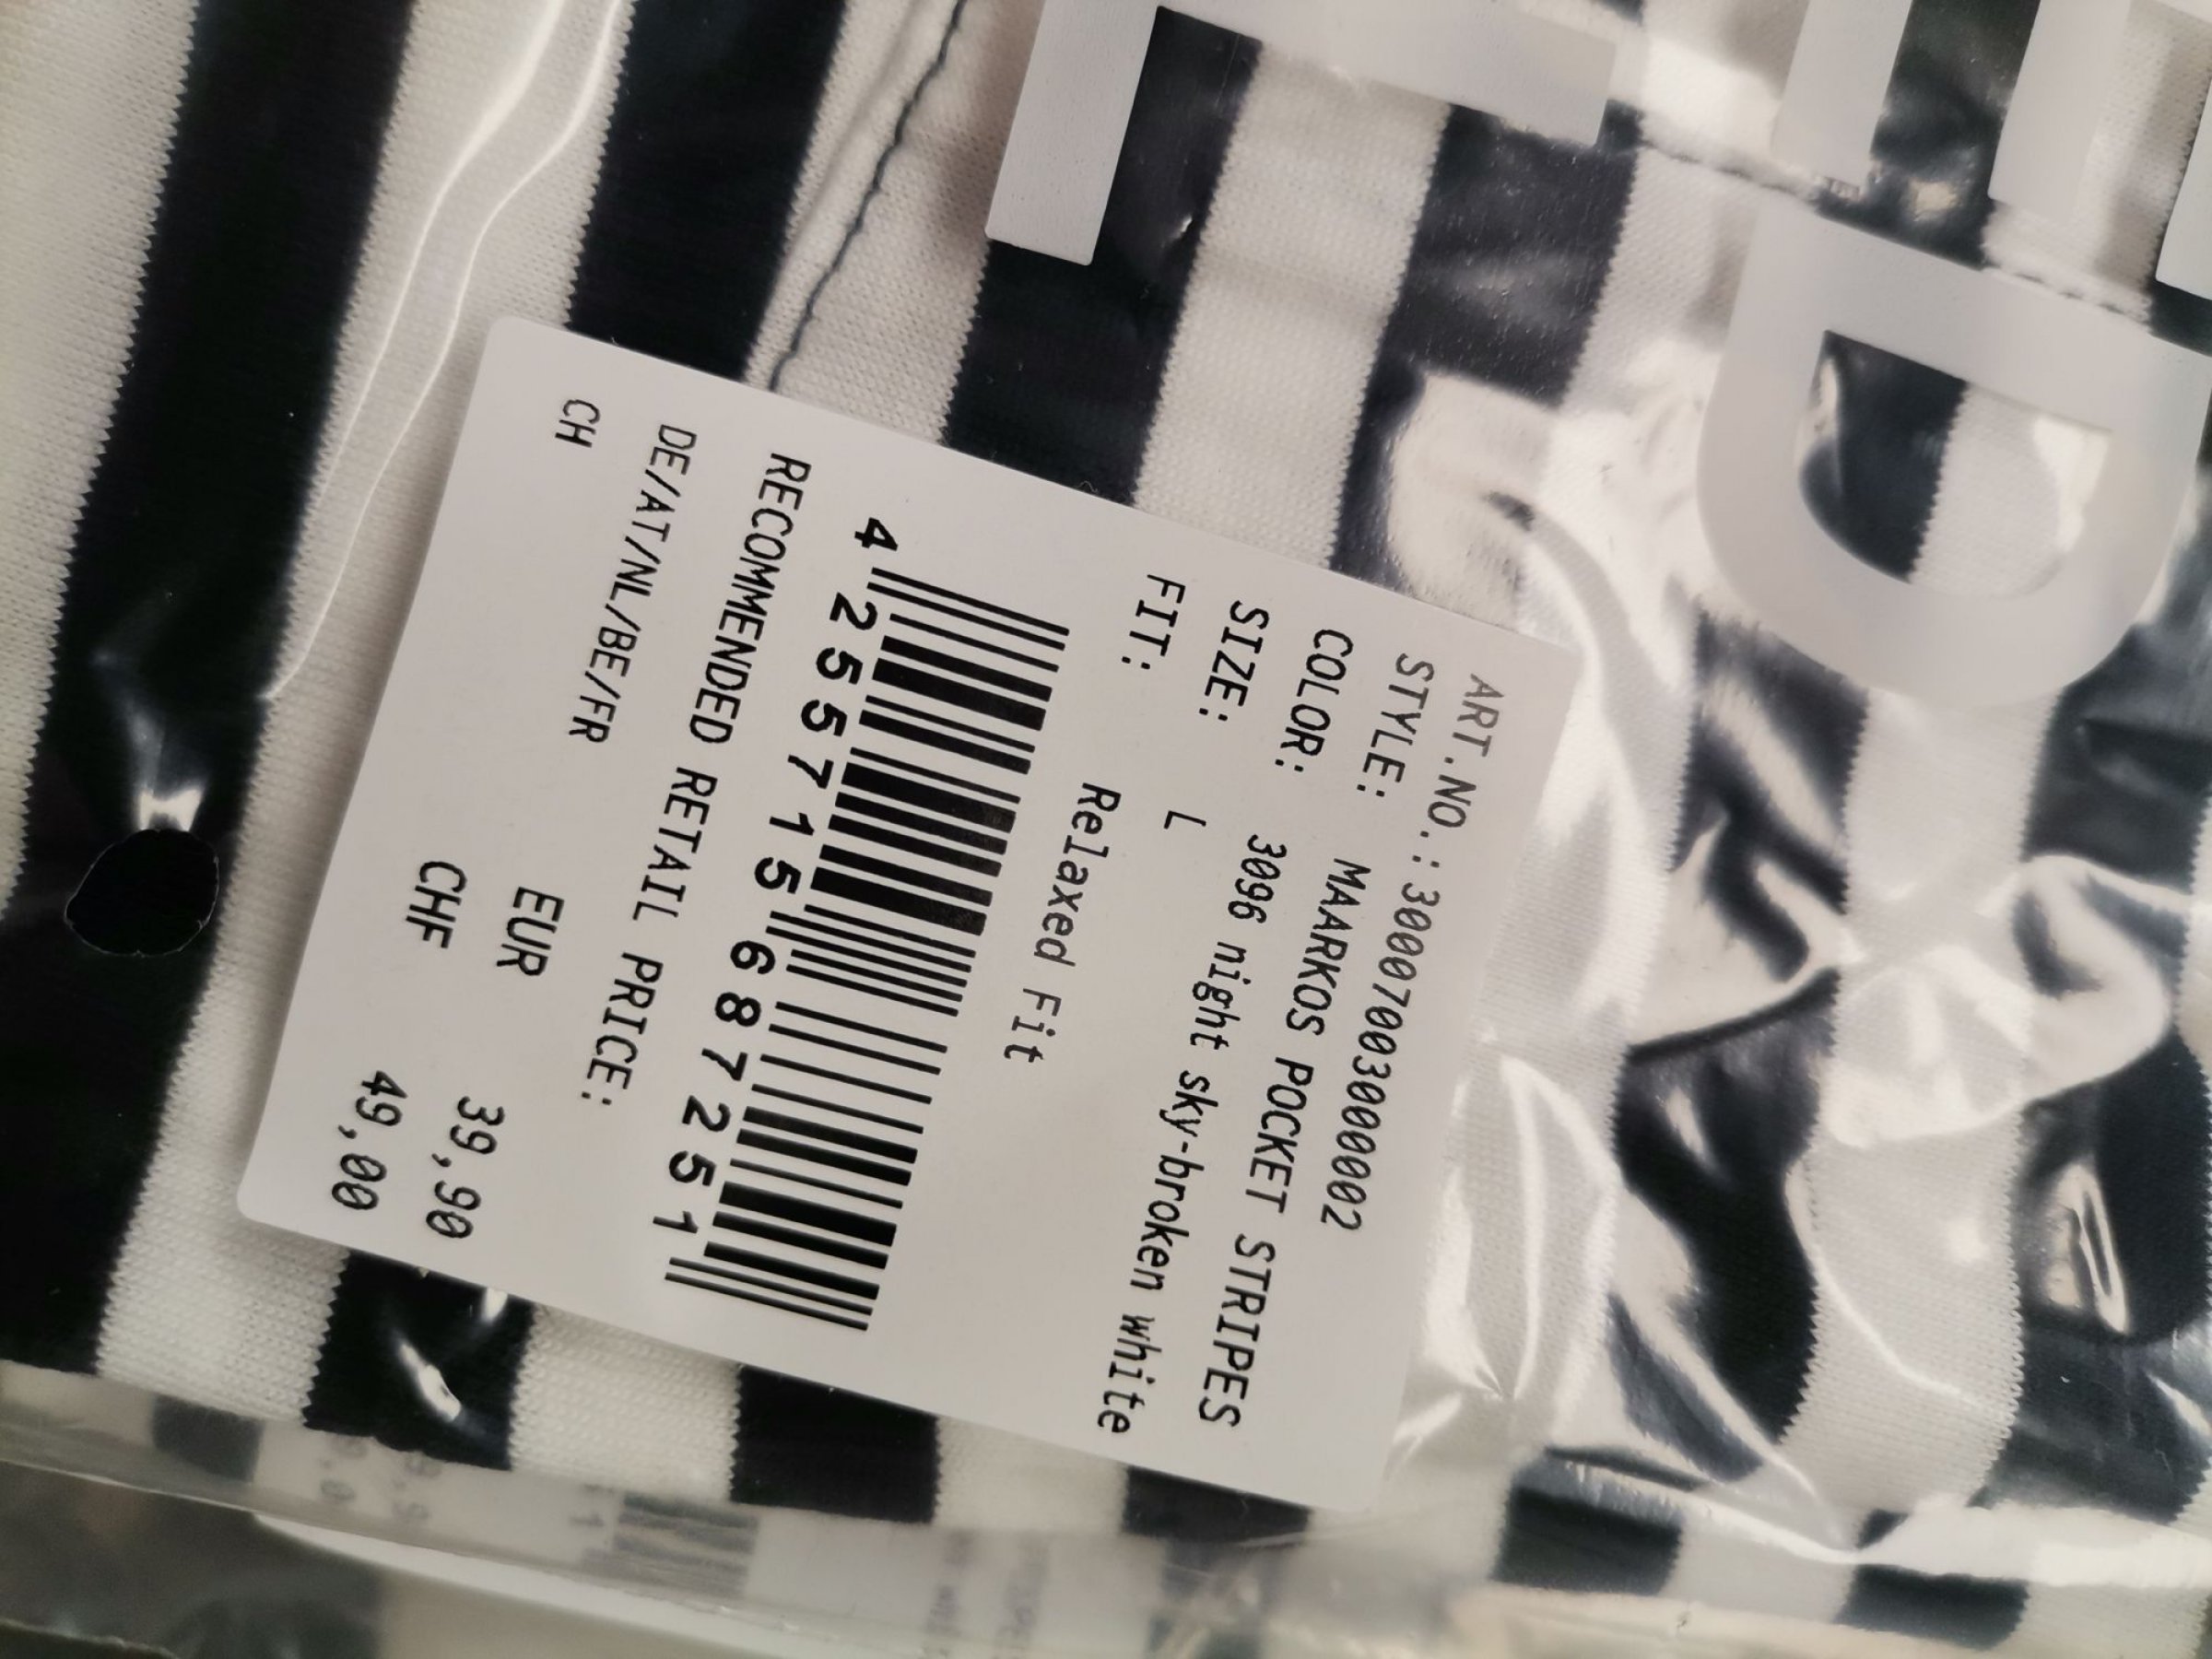 ART.NO.: 30007003000002
STYLE: MAARKOS POCKET STRIPES
COLOR: 3096 night sky-broken white
SIZE: L
FIT: Relaxed Fit
4 255715 687251
RECOMMENDED RETAIL PRICE:
DE/AT/NL/BE/FR EUR 39,90
CH CHF 49,00